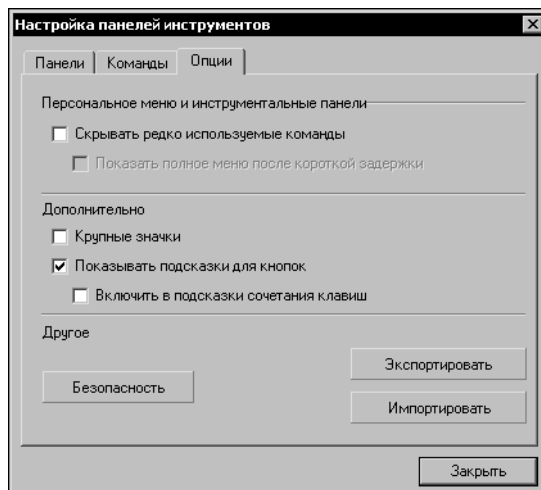 Настройка панелей инструментов
Панели Команды Опции
Персональное меню и инструментальные панели
Скрывать редко используемые команды
Показать полное меню после короткой задержки
Дополнительно
Крупные значки
Показывать подсказки для кнопок
Включить в подсказки сочетания клавиш
Другое
Экспортировать
Безопасность
Импортировать
Закрыть